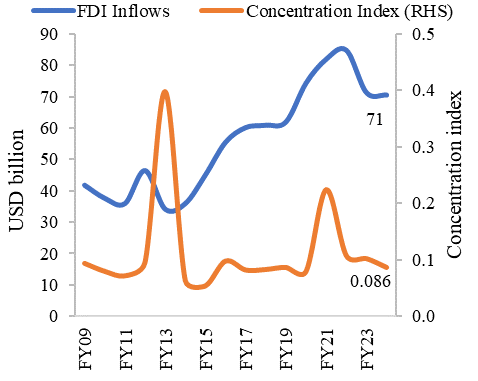 FDI Inflows
Concentration Index (RHS)
90
80
70
60
50
40
30
20
10
0
USD billion
0.5
0.4
0.3
0.2
0.1
0.0
Concentration index
71
0.086
FY09
FY11
FY13
FY15
FY17
FY19
FY21
FY23